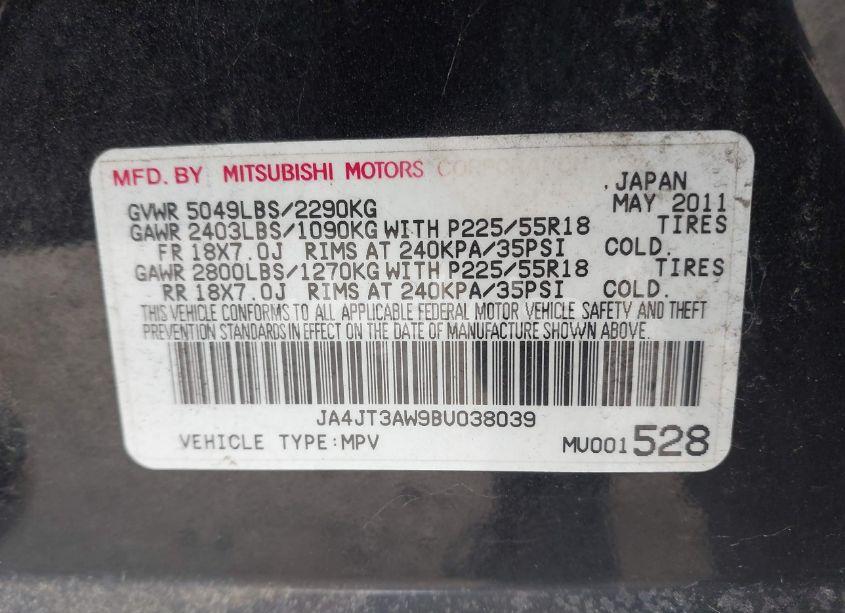 MFD. BY MITSUBISHI MOTORS CORPORATION
, JAPAN
GVWR 5049LBS/2290KG MAY 2011
GAWR 2403LBS/1090KG WITH P225/55R18 TIRES
FR 18X7.0J RIMS AT 240KPA/35PSI COLD.
GAWR 2800LBS/1270KG WITH P225/55R18 TIRES
RR 18X7.0J RIMS AT 240KPA/35PSI COLD.
THIS VEHICLE CONFORMS TO ALL APPLICABLE FEDERAL MOTOR VEHICLE SAFETY AND THEFT
PREVENTION STANDARDS IN EFFECT ON THE DATE OF MANUFACTURE SHOWN ABOVE.
JA4JT3AW9BU038039
VEHICLE TYPE:MPV MU001528